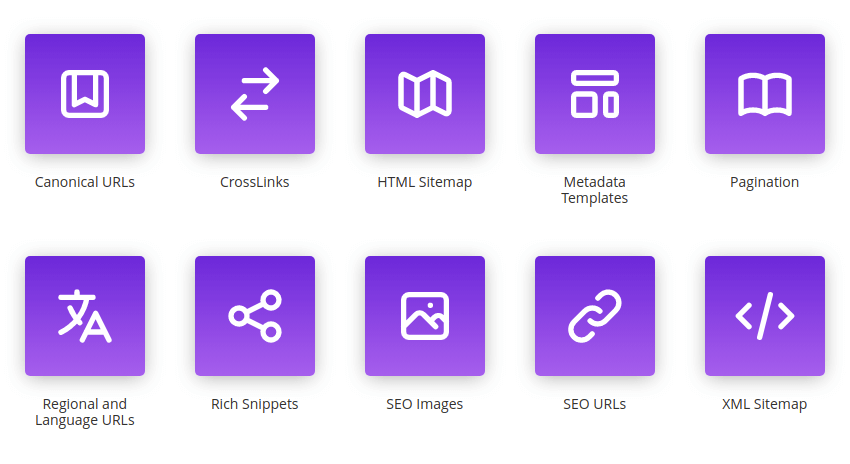 Canonical URLs
CrossLinks
HTML Sitemap
Metadata
Templates
Pagination
Regional and
Language URLs
Rich Snippets
SEO Images
SEO URLs
XML Sitemap